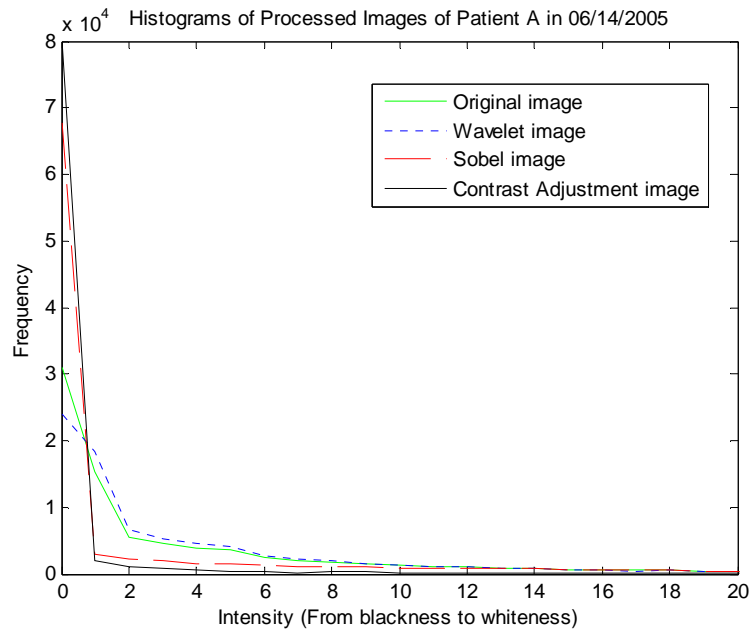 x 10⁴
Histograms of Processed Images of Patient A in 06/14/2005
8
7
6
5
4
3
2
1
0
Frequency
Original image
Wavelet image
Sobel image
Contrast Adjustment image
0 2 4 6 8 10 12 14 16 18 20
Intensity (From blackness to whiteness)